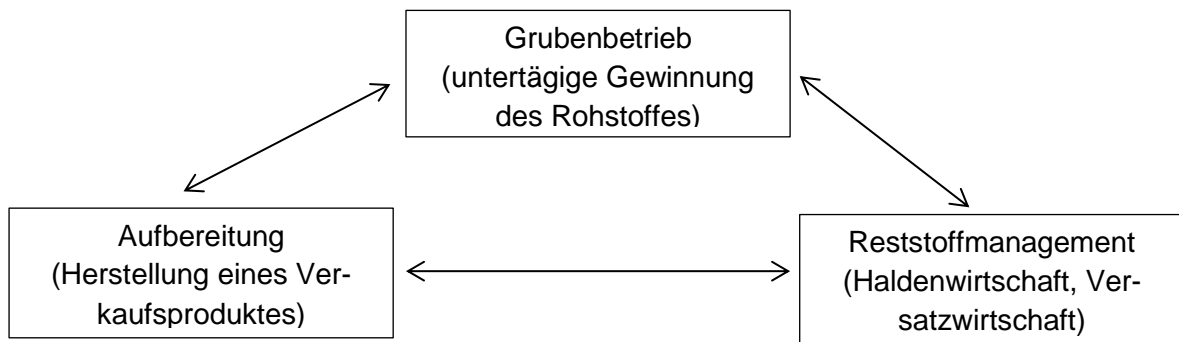 Grubenbetrieb
(untertägige Gewinnung
des Rohstoffes)
Aufbereitung
(Herstellung eines Ver-
kaufsproduktes)
Reststoffmanagement
(Haldenwirtschaft, Ver-
satzwirtschaft)